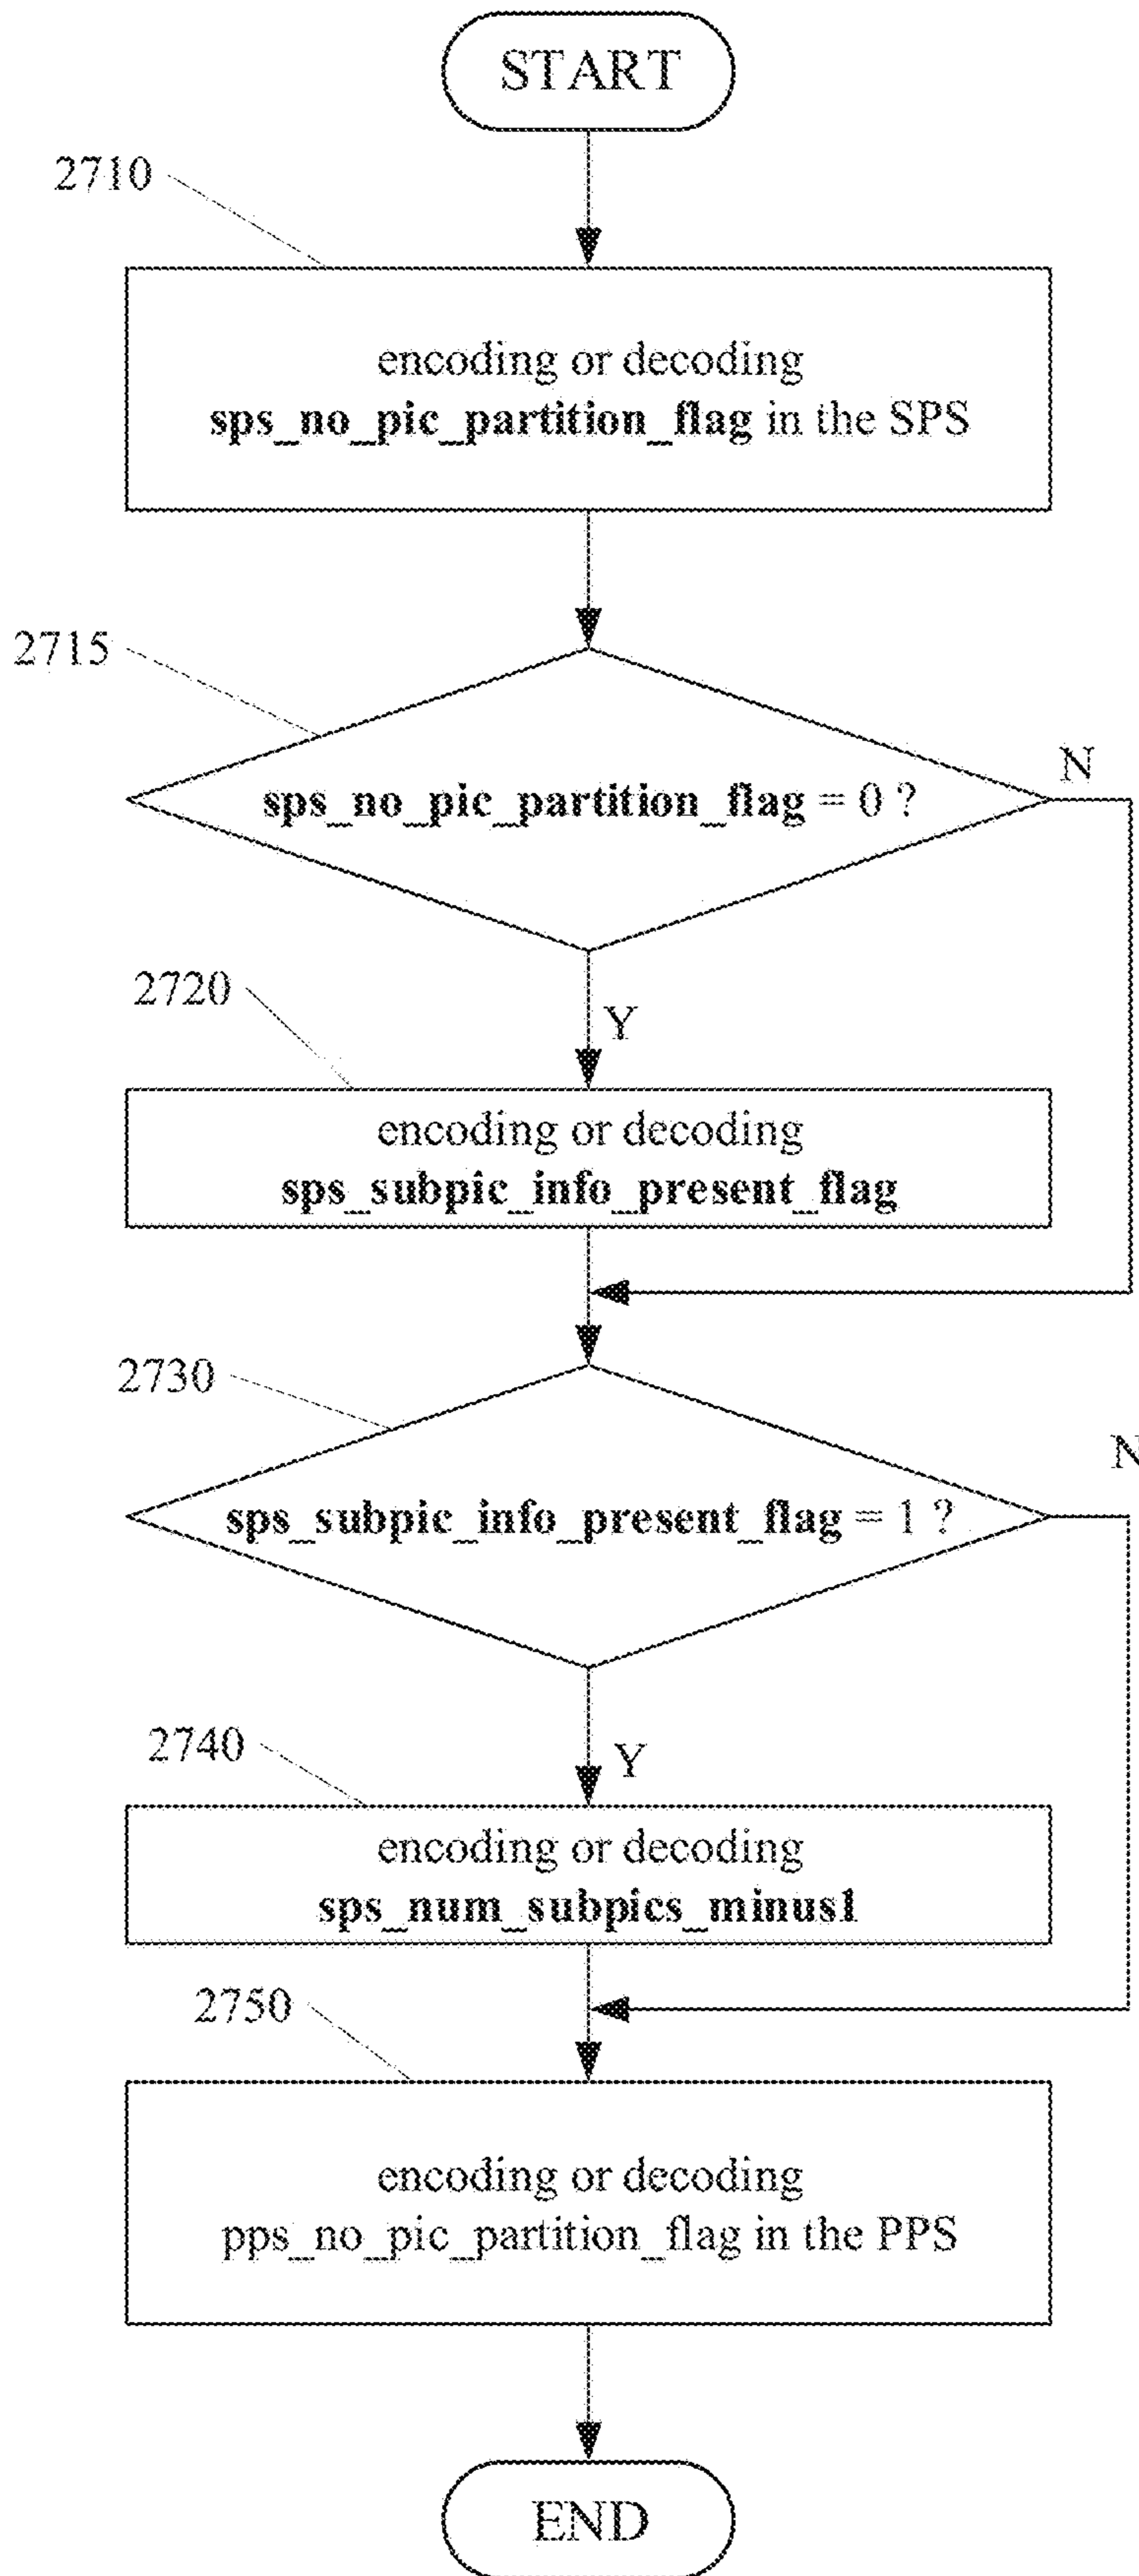 START
2710
encoding or decoding
sps_no_pic_partition_flag in the SPS
2715
N
sps_no_pic_partition_flag = 0 ?
2720
Y
encoding or decoding
sps_subpic_info_present_flag
2730
N
sps_subpic_info_present_flag = 1 ?
2740
Y
encoding or decoding
sps_num_subpics_minus1
2750
encoding or decoding
pps_no_pic_partition_flag in the PPS
END